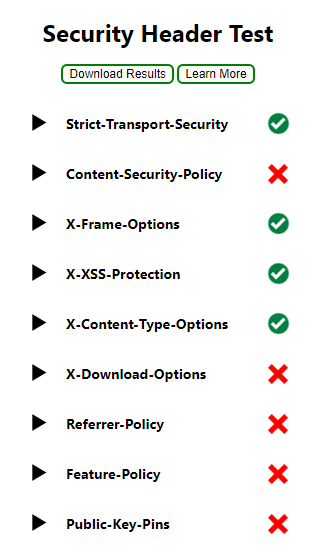 Security Header Test
Download Results Learn More
Strict-Transport-Security
Content-Security-Policy
X-Frame-Options
X-XSS-Protection
X-Content-Type-Options
X-Download-Options
Referrer-Policy
Feature-Policy
Public-Key-Pins